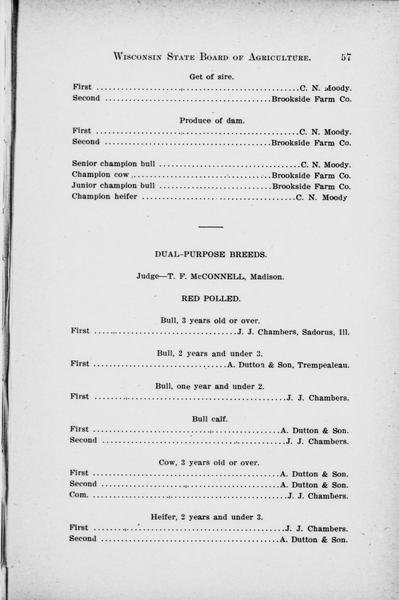 Wisconsin State Board of Agriculture. 57
Get of sire.
First ........................................ C. N. Moody.
Second ........................................ Brookside Farm Co.
Produce of dam.
First ........................................ C. N. Moody.
Second ........................................ Brookside Farm Co.
Senior champion bull ........................................ C. N. Moody.
Champion cow ........................................ Brookside Farm Co.
Junior champion bull ........................................ Brookside Farm Co.
Champion heifer ........................................ C. N. Moody
DUAL-PURPOSE BREEDS.
Judge—T. F. McCONNELL, Madison.
RED POLLED.
Bull, 3 years old or over.
First ........................................ J. J. Chambers, Sadorus, Ill.
Bull, 2 years and under 3.
First ........................................ A. Dutton & Son, Trempealeau.
Bull, one year and under 2.
First ........................................ J. J. Chambers.
Bull calf.
First ........................................ A. Dutton & Son.
Second ........................................ J. J. Chambers.
Cow, 3 years old or over.
First ........................................ A. Dutton & Son.
Second ........................................ A. Dutton & Son.
Com. ........................................ J. J. Chambers.
Heifer, 2 years and under 3.
First ........................................ J. J. Chambers.
Second ........................................ A. Dutton & Son.